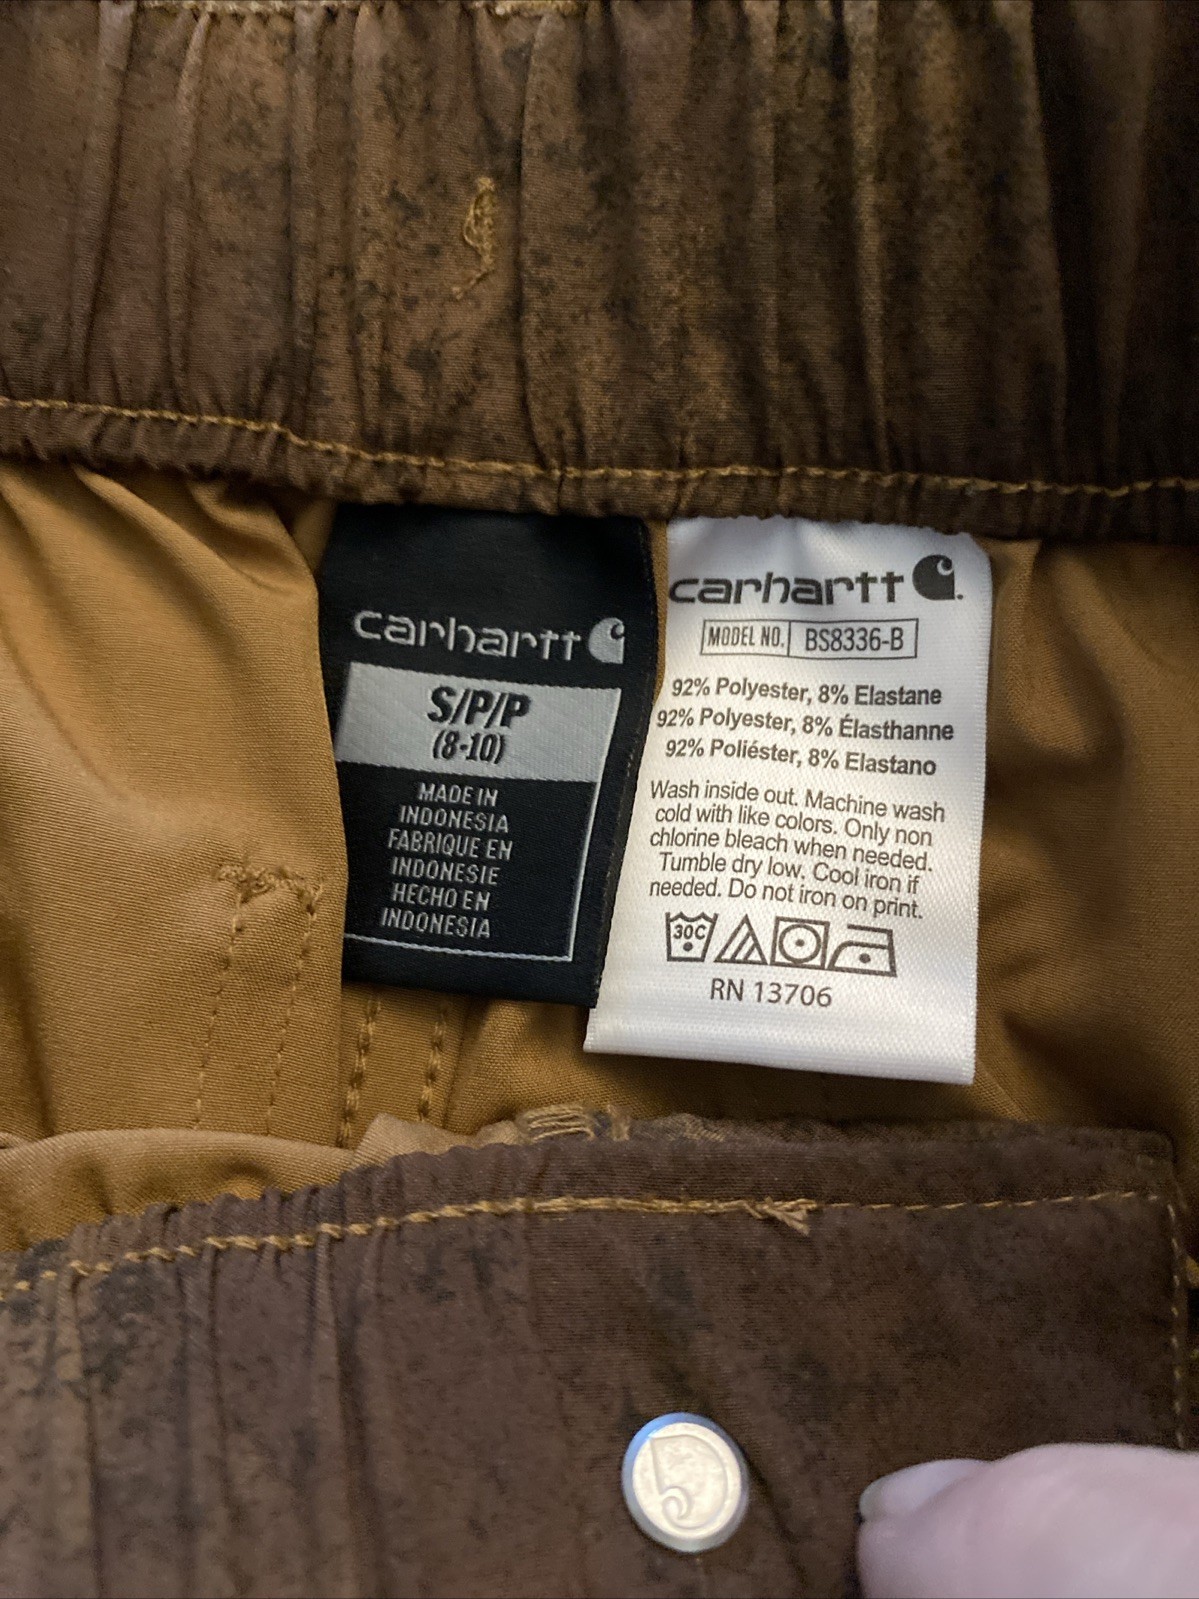 carhartt
S/P/P
(8-10)
MADE IN
INDONESIA
FABRIQUE EN
INDONESIE
HECHO EN
INDONESIA
carhartt
MODEL NO. BS8336-B
92% Polyester, 8% Elastane
92% Polyester, 8% Élasthanne
92% Poliéster, 8% Elastano
Wash inside out. Machine wash
cold with like colors. Only non
chlorine bleach when needed.
Tumble dry low. Cool iron if
needed. Do not iron on print.
30C
RN 13706